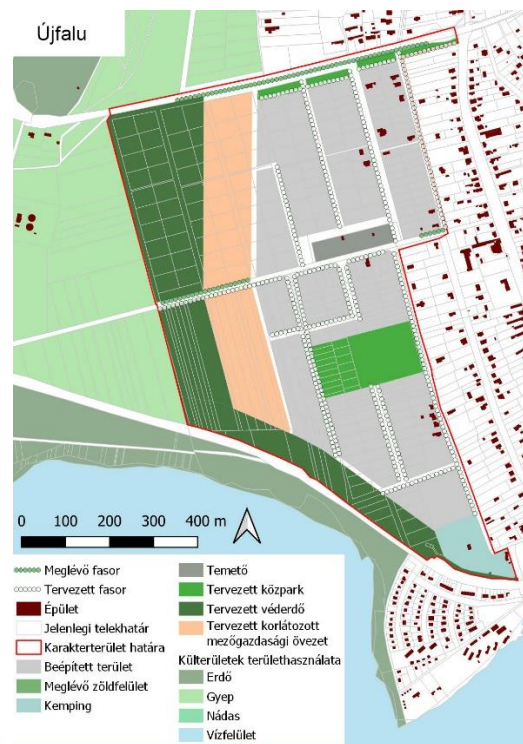 Újfalu
0 100 200 300 400 m
Meglévő fasor
Tervezett fasor
Épület
Jelenlegi telekhatár
Karakterterület határa
Beépített terület
Meglévő zöldfelület
Kemping
Temető
Tervezett közpark
Tervezett véderdő
Tervezett korlátozott
mezőgazdasági övezet
Külterületek területhasználata
Erdő
Gyep
Nádas
Vízfelület